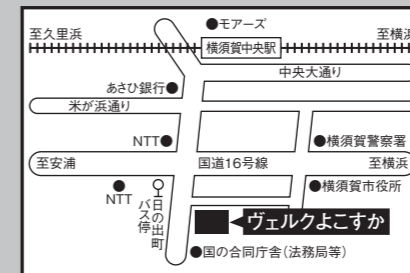 ●モアーズ
至久里浜
至横浜
横須賀中央駅
中央大通り
あさひ銀行●
米が浜通り
NTT●
●横須賀警察署
至安浦
国道16号線
至横浜
●
NTT
日の出町
バス停
●横須賀市役所
ヴェルクよこすか
●国の合同庁舎(法務局等)